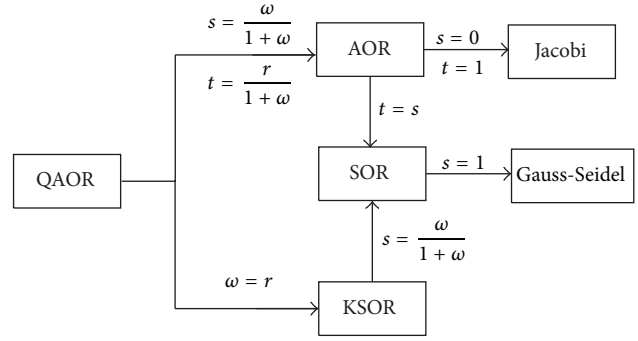 s = ω/(1 + ω)
t = r/(1 + ω)
AOR
s = 0
t = 1
Jacobi
t = s
QAOR
SOR
s = 1
Gauss-Seidel
s = ω/(1 + ω)
ω = r
KSOR